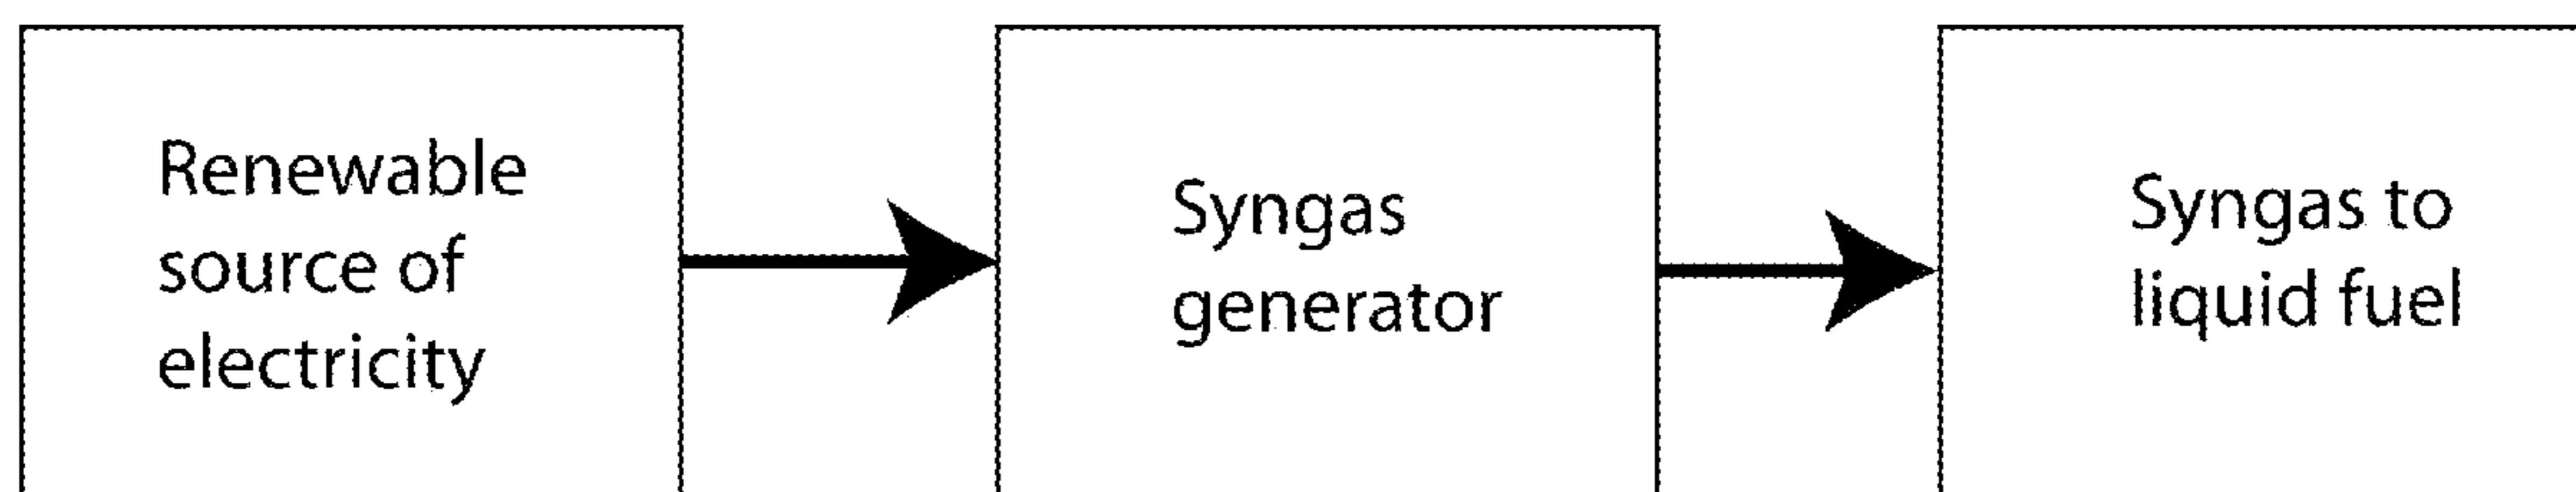 Renewable
source of
electricity
Syngas
generator
Syngas to
liquid fuel